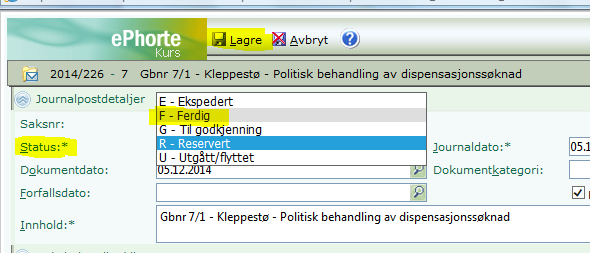 ePhorte
Kurs
Lagre Avbryt
2014/226 - 7 Gbnr 7/1 - Kleppestø - Politisk behandling av dispensasjonssøknad
Journalpostdetaljer
E - Ekspedert
Saksnr:
F - Ferdig
G - Til godkjenning
Status:*
R - Reservert
Journaldato:* 05.1
U - Utgått/flyttet
Dokumentdato: 05.12.2014
Dokumentkategori:
Forfallsdato:
Innhold:*
Gbnr 7/1 - Kleppestø - Politisk behandling av dispensasjonssøknad